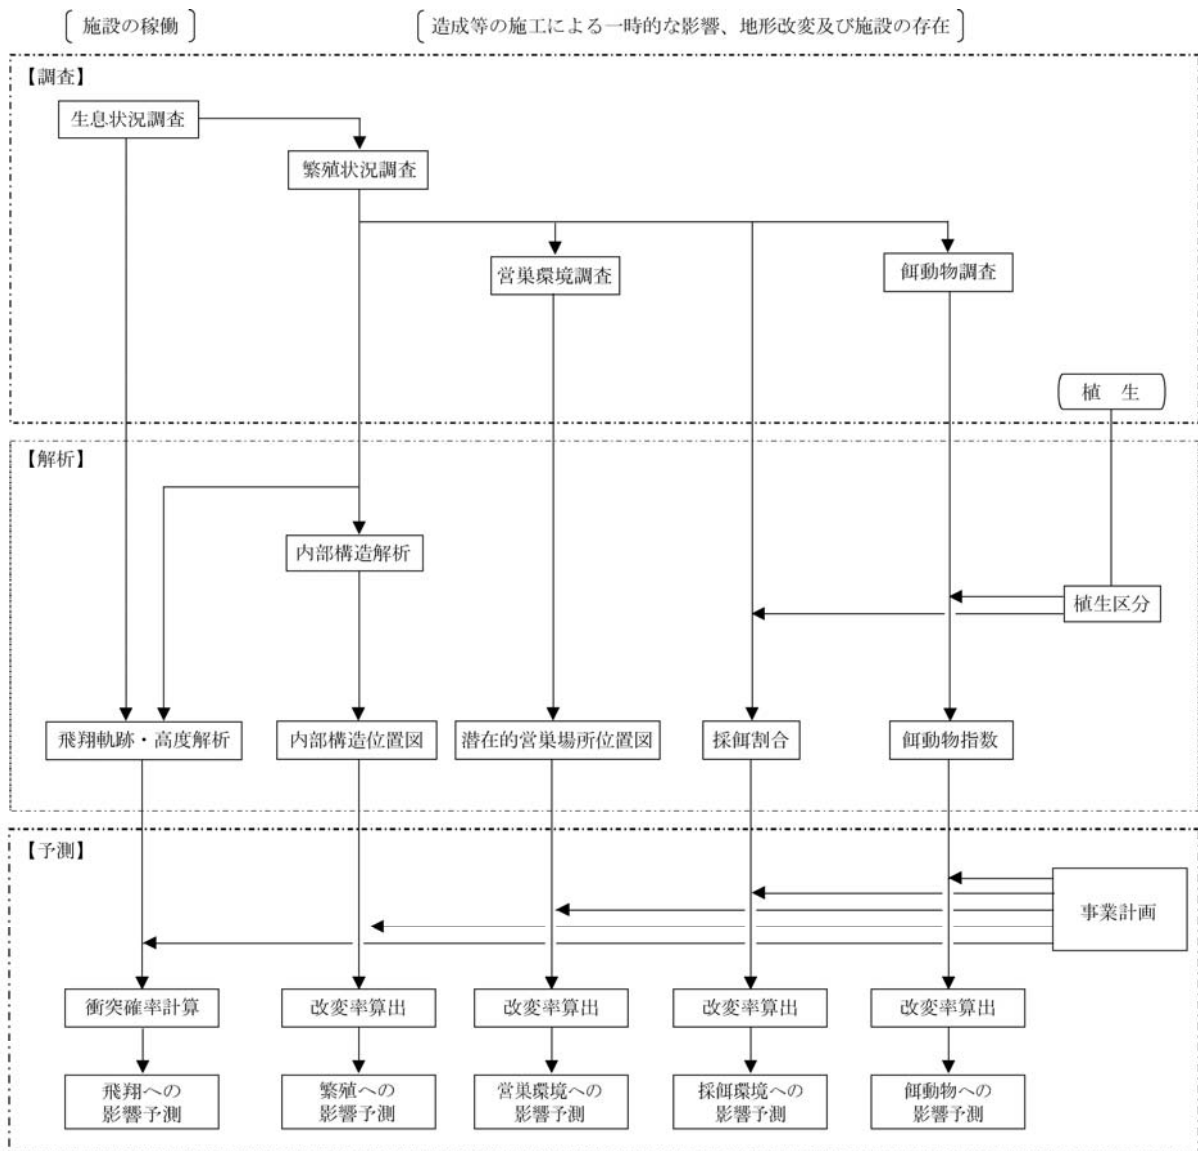 施設の稼働
造成等の施工による一時的な影響、地形改変及び施設の存在
【調査】
生息状況調査
繁殖状況調査
営巣環境調査
餌動物調査
植　生
【解析】
内部構造解析
植生区分
飛翔軌跡・高度解析
内部構造位置図
潜在的営巣場所位置図
採餌割合
餌動物指数
【予測】
事業計画
衝突確率計算
改変率算出
改変率算出
改変率算出
改変率算出
飛翔への
影響予測
繁殖への
影響予測
営巣環境への
影響予測
採餌環境への
影響予測
餌動物への
影響予測